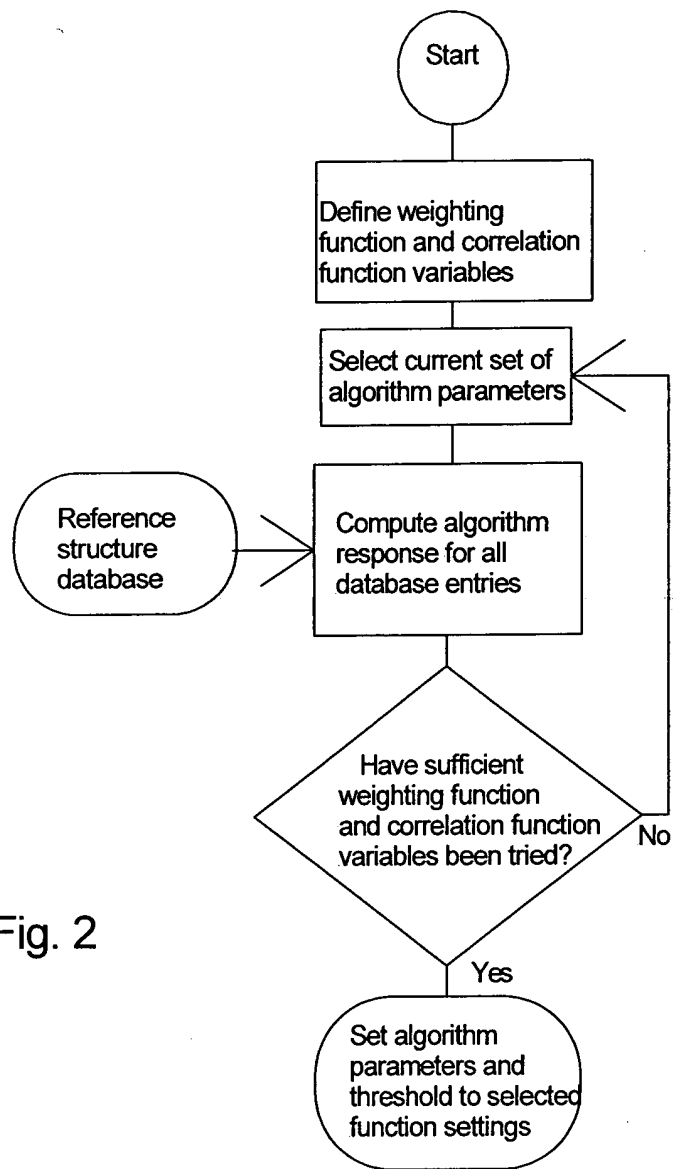 Start
Define weighting
function and correlation
function variables
Select current set of
algorithm parameters
Reference
structure
database
Compute algorithm
response for all
database entries
Have sufficient
weighting function
and correlation function
variables been tried?
No
Fig. 2
Yes
Set algorithm
parameters and
threshold to selected
function settings